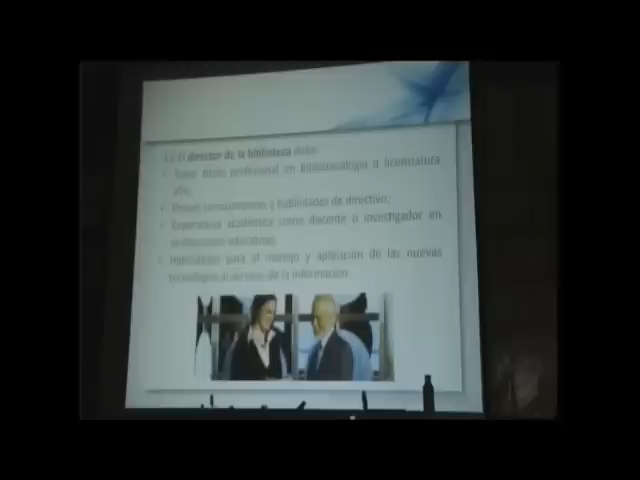 El director de la biblioteca debe:
Tener título profesional en Bibliotecología o licenciatura
afín;
Poseer conocimientos y habilidades de directivo;
Experiencia académica como docente o investigador en
instituciones educativas;
Habilidades para el manejo y aplicación de las nuevas
tecnologías al servicio de la información